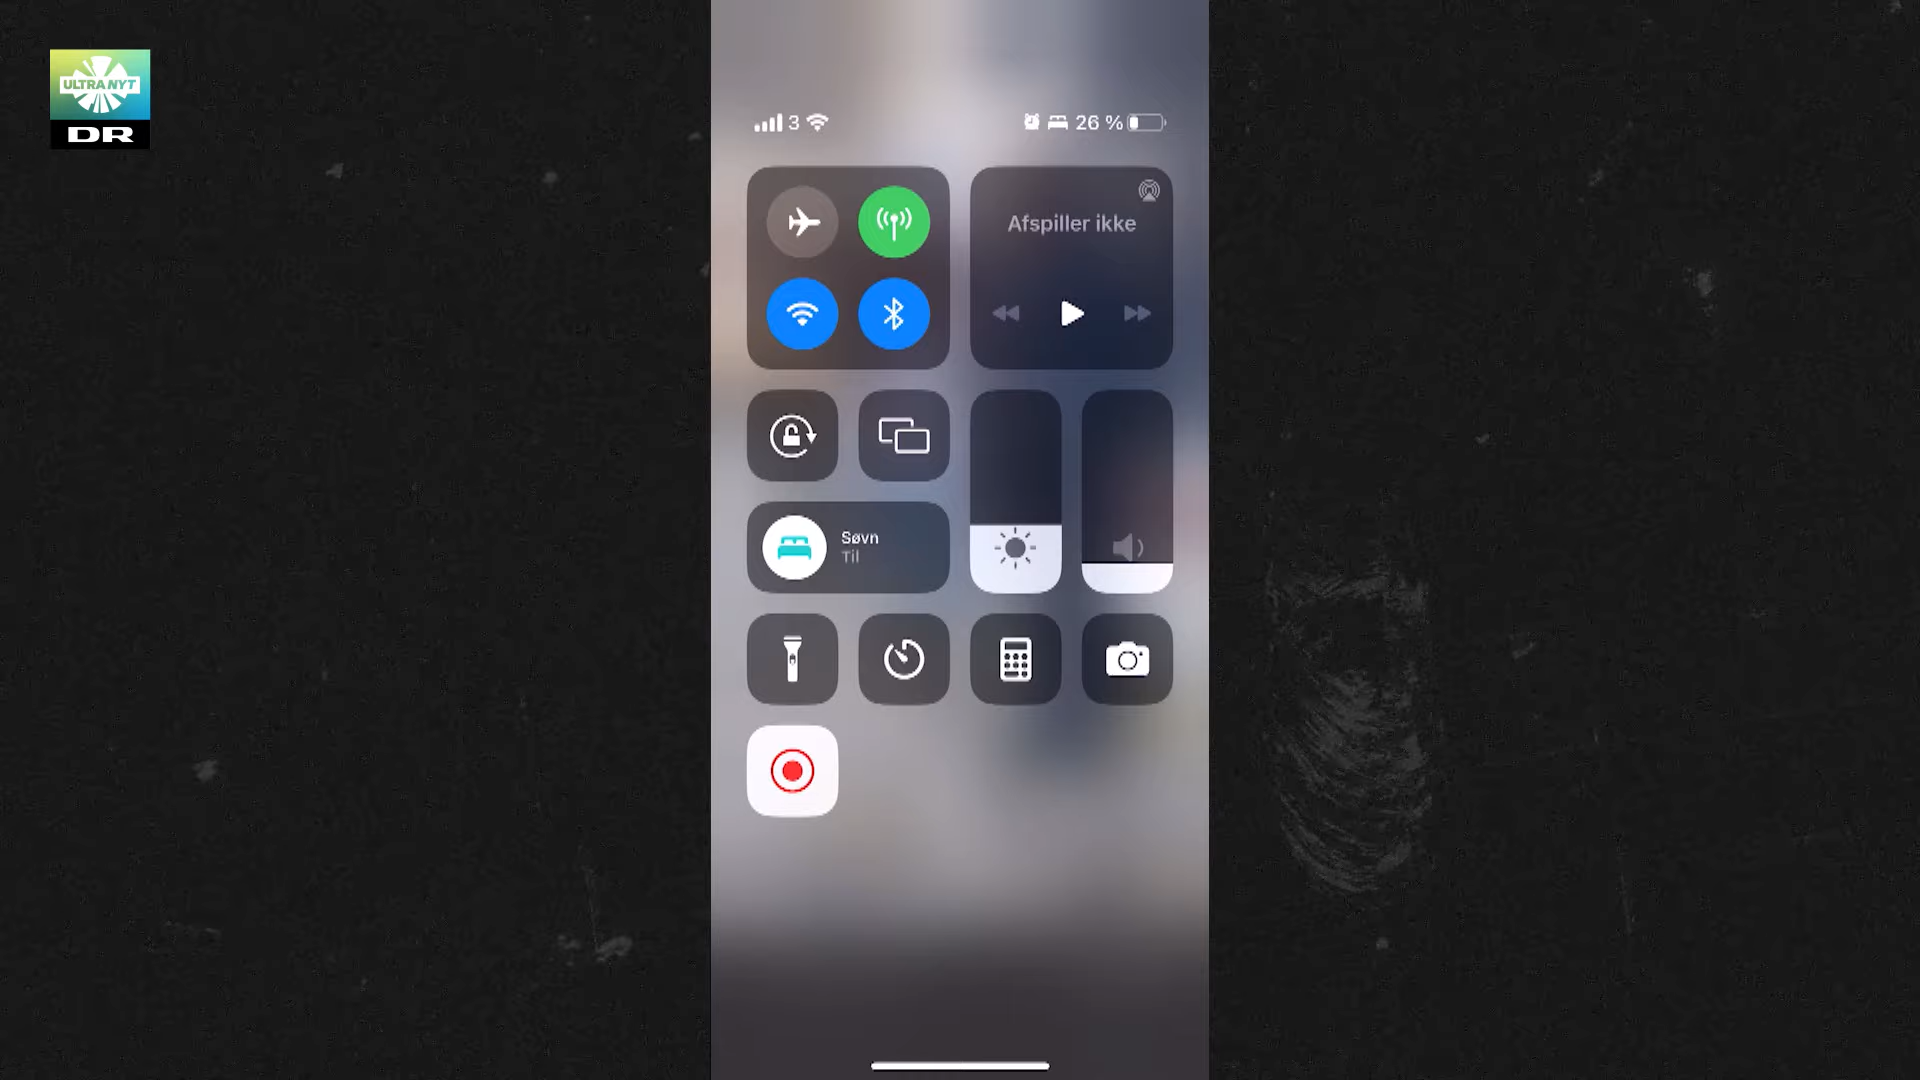 ULTRA NYT
DR
3
26 %
Afspiller ikke
Søvn
Til